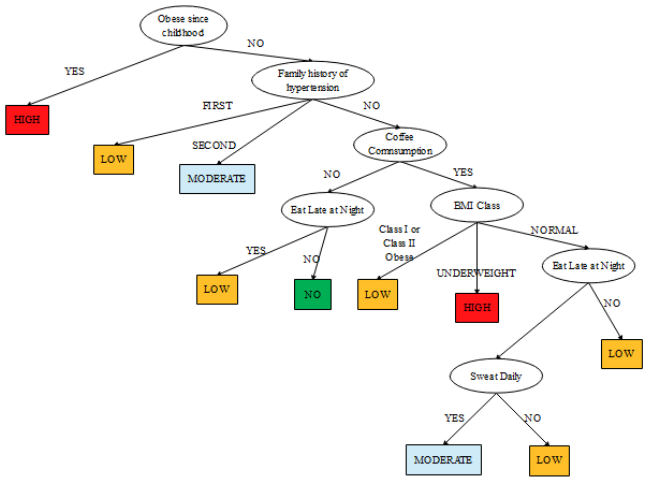 Obese since
childhood
NO
YES
Family history of
hypertension
HIGH
FIRST
NO
SECOND
LOW
MODERATE
Coffee
Comnsumption
NO
YES
Eat Late at Night
BMI Class
Class I or
Class II
Obese
NORMAL
YES
NO
UNDERWEIGHT
Eat Late at Night
LOW
NO
LOW
HIGH
NO
LOW
Sweat Daily
YES
NO
MODERATE
LOW